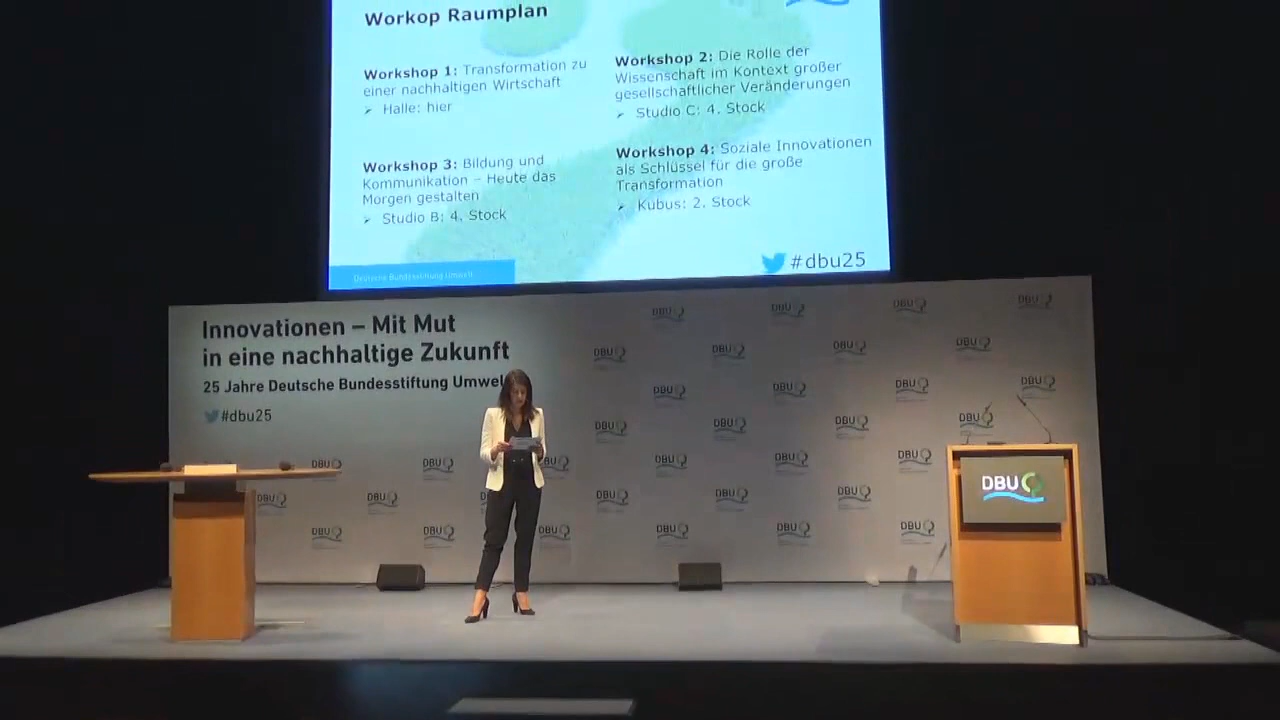 Workop Raumplan
Workshop 1: Transformation zu
einer nachhaltigen Wirtschaft
➢ Halle: hier
Workshop 2: Die Rolle der
Wissenschaft im Kontext großer
gesellschaftlicher Veränderungen
➢ Studio C: 4. Stock
Workshop 3: Bildung und
Kommunikation – Heute das
Morgen gestalten
➢ Studio B: 4. Stock
Workshop 4: Soziale Innovationen
als Schlüssel für die große
Transformation
➢ Kubus: 2. Stock
Deutsche Bundesstiftung Umwelt
#dbu25
Innovationen – Mit Mut
in eine nachhaltige Zukunft
25 Jahre Deutsche Bundesstiftung Umwel
#dbu25
DBU